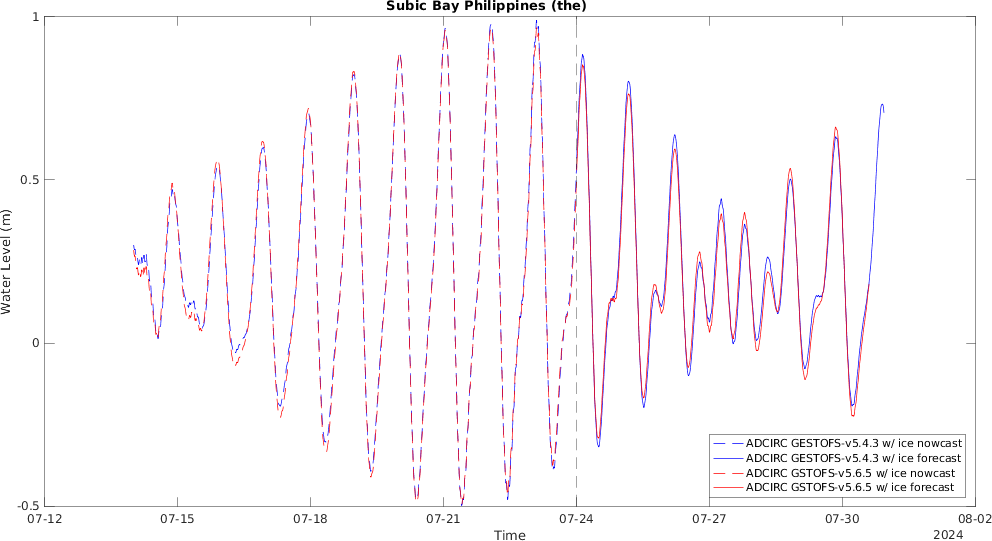 Subic Bay Philippines (the)
1
0.5
0
-0.5
Water Level (m)
07-12
07-15
07-18
07-21
07-24
07-27
07-30
08-02
Time
2024
ADCIRC GESTOFS-v5.4.3 w/ ice nowcast
ADCIRC GESTOFS-v5.4.3 w/ ice forecast
ADCIRC GSTOFS-v5.6.5 w/ ice nowcast
ADCIRC GSTOFS-v5.6.5 w/ ice forecast